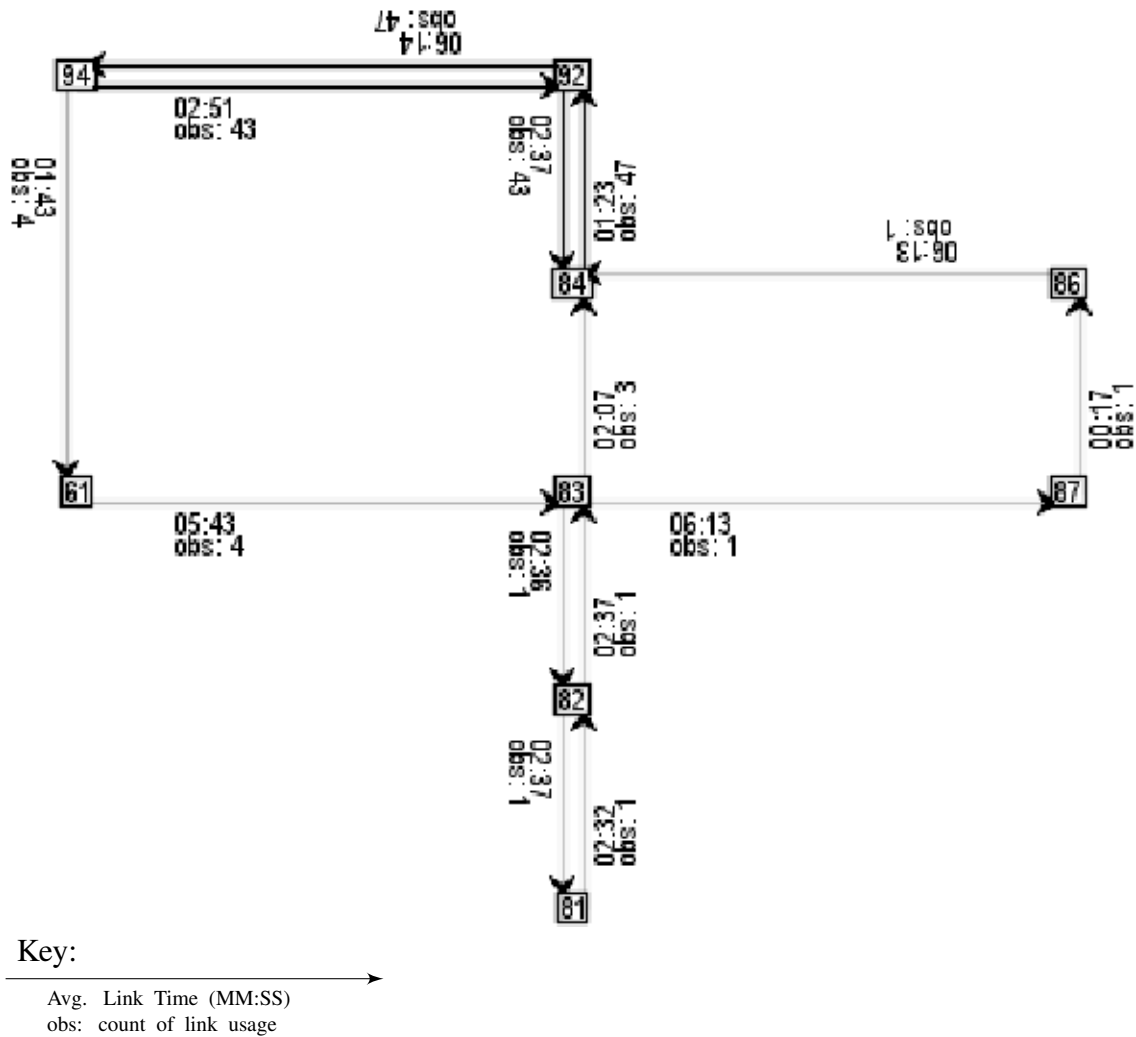 06:14
obs: 47
94
92
02:51
obs: 43
01:43
obs: 4
02:37
obs: 43
01:23
obs: 47
06:13
obs: 1
84
86
02:07
obs: 3
00:17
obs: 1
61
83
87
05:43
obs: 4
06:13
obs: 1
02:36
obs: 1
02:37
obs: 1
82
02:37
obs: 1
02:32
obs: 1
81
Key:
Avg. Link Time (MM:SS)
obs: count of link usage